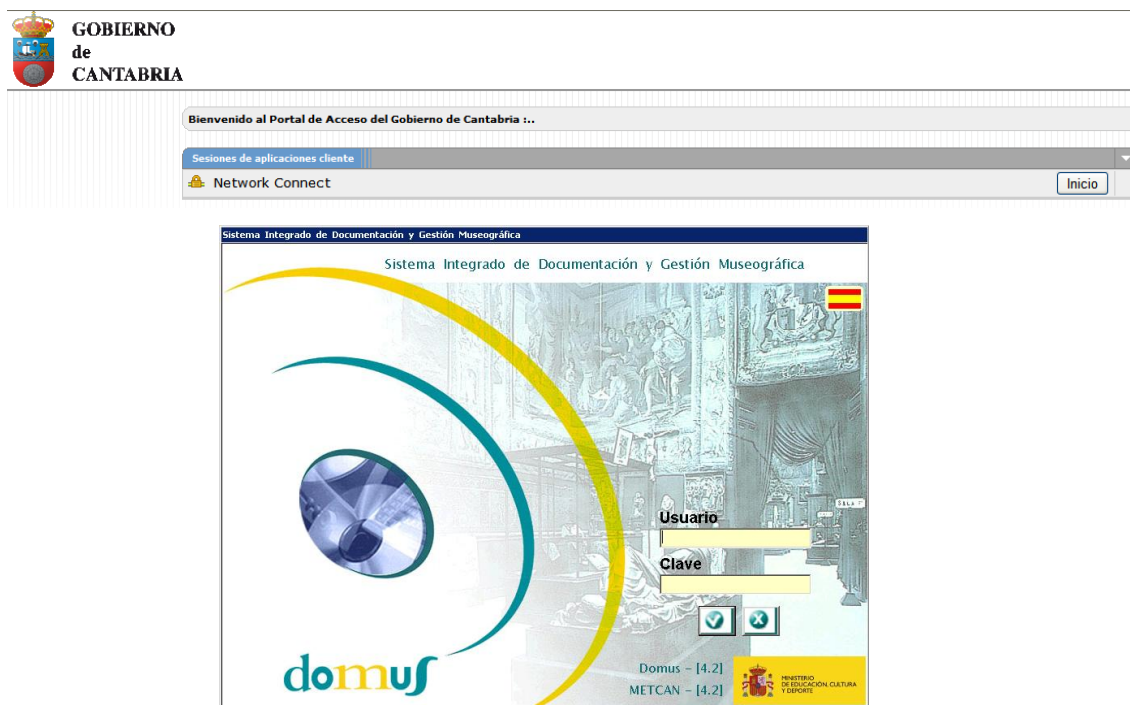 GOBIERNO
de
CANTABRIA
Bienvenido al Portal de Acceso del Gobierno de Cantabria :..
Sesiones de aplicaciones cliente
Network Connect
Inicio
Sistema Integrado de Documentación y Gestión Museográfica
Sistema Integrado de Documentación y Gestión Museográfica
Usuario
Clave
domus
Domus - [4.2]
METCAN - [4.2]
MINISTERIO
DE EDUCACIÓN, CULTURA
Y DEPORTE